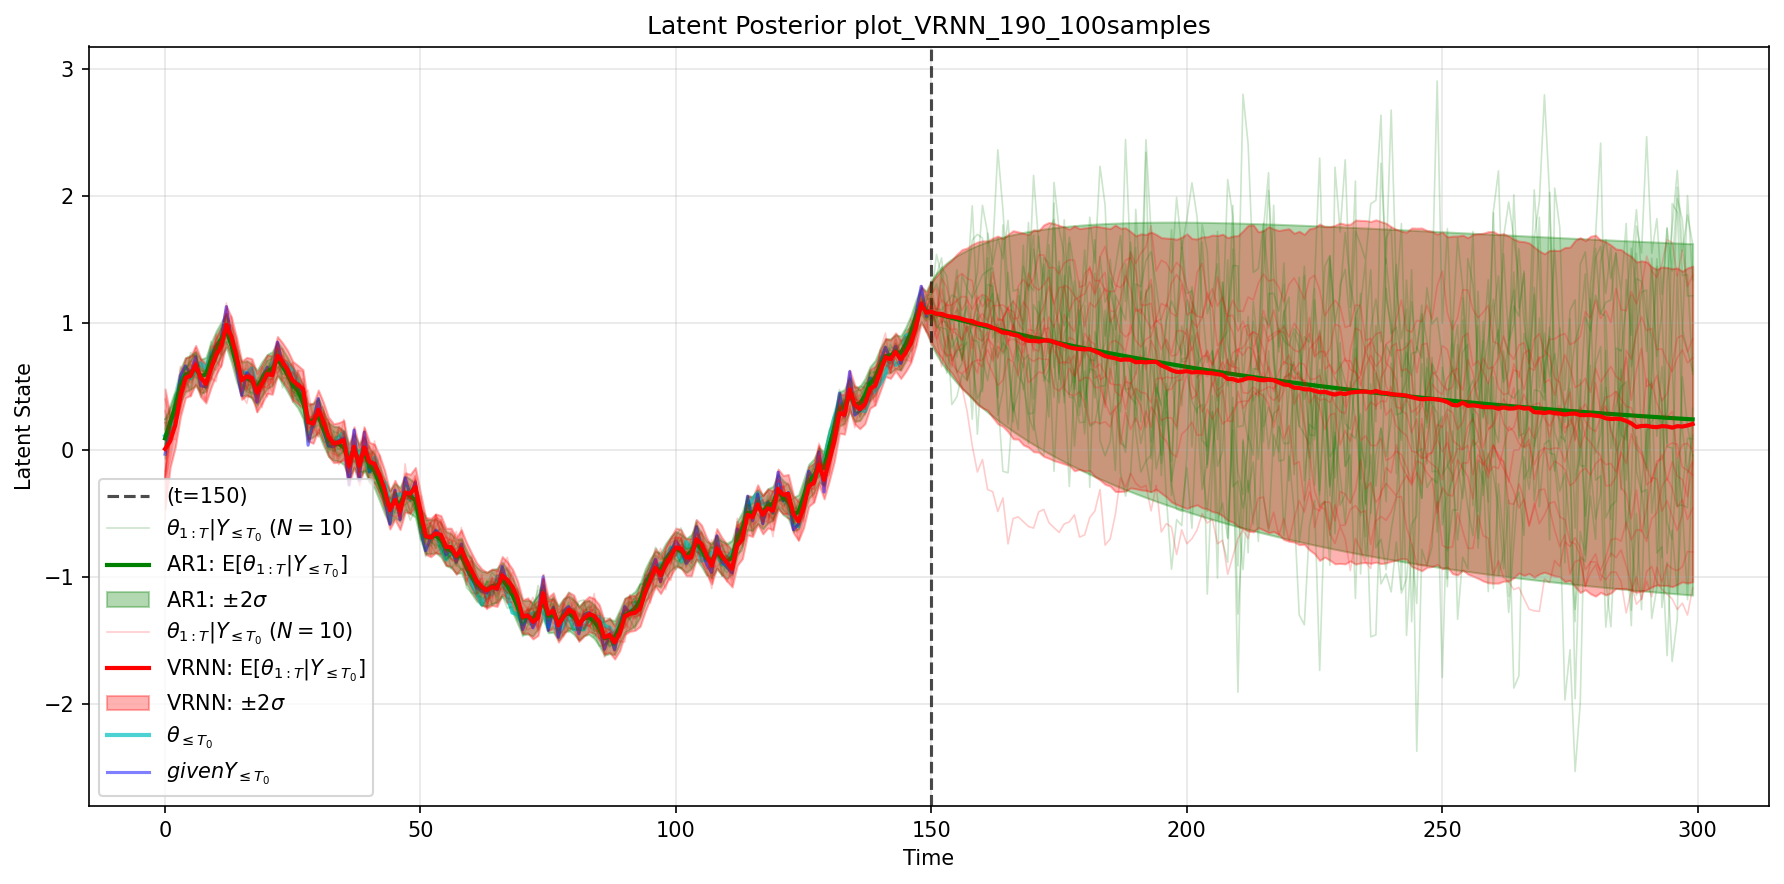 Latent Posterior plot_VRNN_190_100samples
Latent State
3
2
1
0
−1
−2
(t=150)
θ₁:T|Y≤T₀ (N = 10)
AR1: E[θ₁:T|Y≤T₀]
AR1: ±2σ
θ₁:T|Y≤T₀ (N = 10)
VRNN: E[θ₁:T|Y≤T₀]
VRNN: ±2σ
θ≤T₀
givenY≤T₀
0 50 100 150 200 250 300
Time